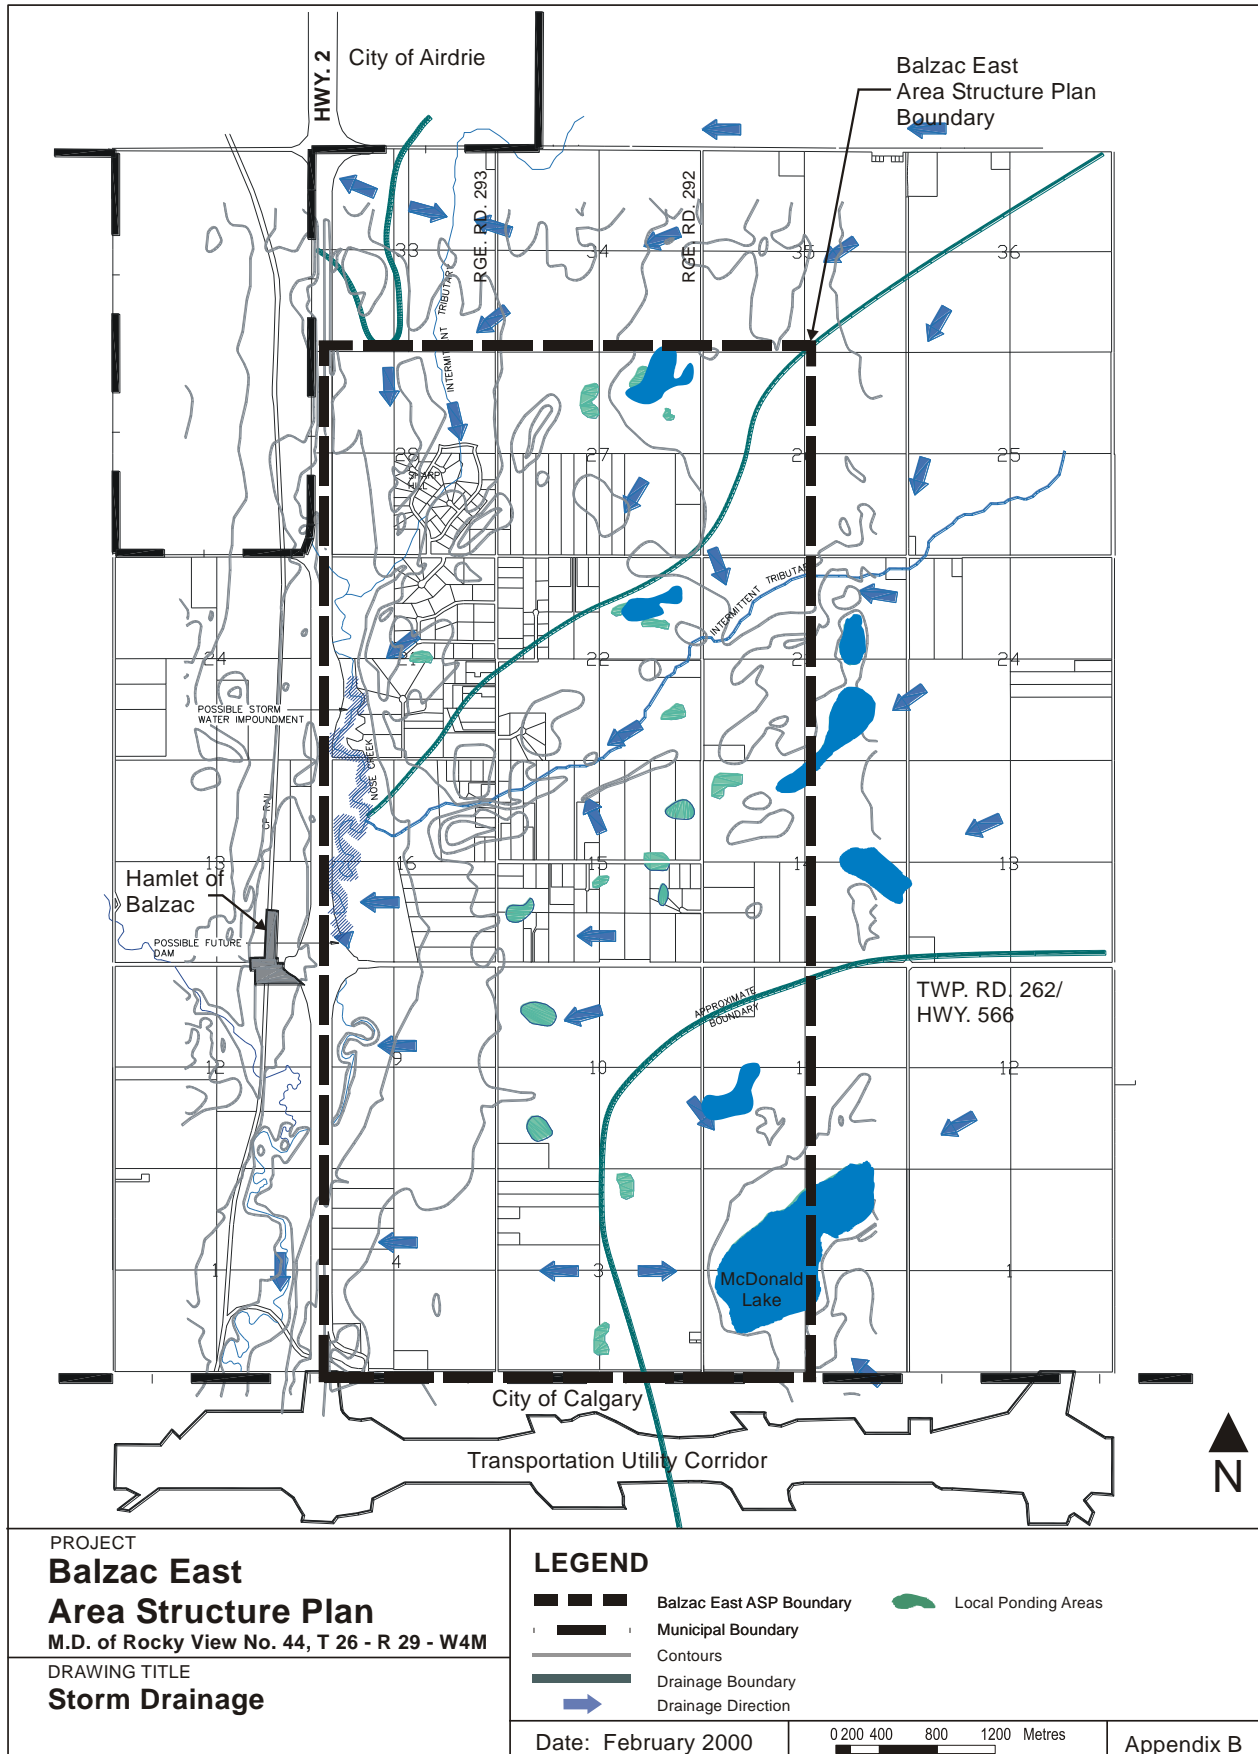 City of Airdrie
HWY. 2
Balzac East
Area Structure Plan
Boundary
RGE. RD. 293
RGE. RD. 292
33
34
35
36
INTERMITTENT TRIBUTARY
28
27
25
SHARP
HILL
INTERMITTENT TRIBUTARY
24
22
24
POSSIBLE STORM
WATER IMPOUNDMENT
NOSE CREEK
CP RAIL
13
16
15
14
13
Hamlet of
Balzac
POSSIBLE FUTURE
DAM
TWP. RD. 262/
HWY. 566
APPROXIMATE
BOUNDARY
12
9
10
12
1
4
3
1
McDonald
Lake
City of Calgary
Transportation Utility Corridor
N
PROJECT
Balzac East
Area Structure Plan
M.D. of Rocky View No. 44, T 26 - R 29 - W4M
DRAWING TITLE
Storm Drainage
LEGEND
Balzac East ASP Boundary
Local Ponding Areas
Municipal Boundary
Contours
Drainage Boundary
Drainage Direction
Date: February 2000
0 200 400 800 1200 Metres
Appendix B